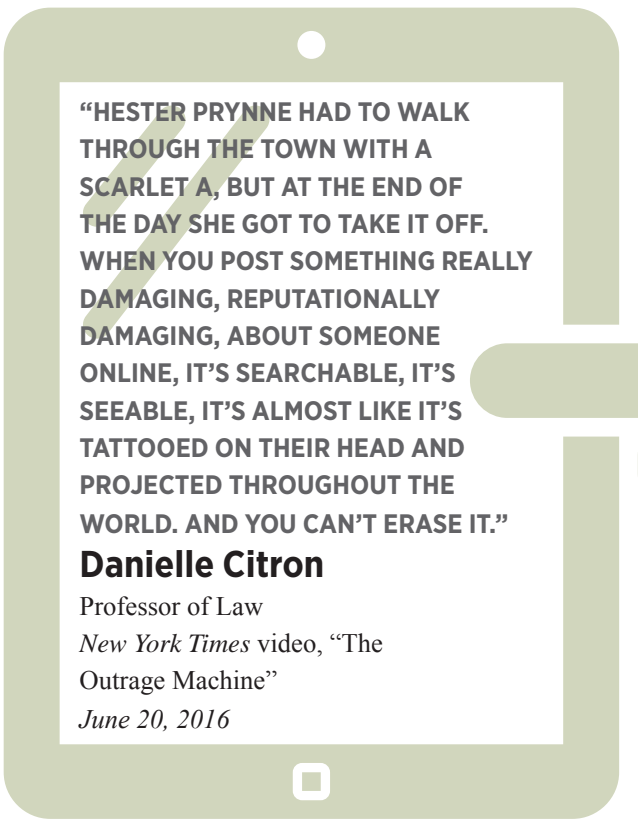 “HESTER PRYNNE HAD TO WALK
THROUGH THE TOWN WITH A
SCARLET A, BUT AT THE END OF
THE DAY SHE GOT TO TAKE IT OFF.
WHEN YOU POST SOMETHING REALLY
DAMAGING, REPUTATIONALLY
DAMAGING, ABOUT SOMEONE
ONLINE, IT’S SEARCHABLE, IT’S
SEEABLE, IT’S ALMOST LIKE IT’S
TATTOOED ON THEIR HEAD AND
PROJECTED THROUGHOUT THE
WORLD. AND YOU CAN’T ERASE IT.”
Danielle Citron
Professor of Law
New York Times video, “The
Outrage Machine”
June 20, 2016